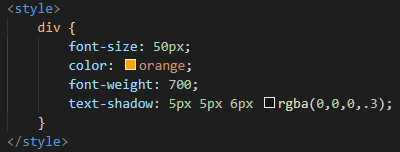 <style>
div {
font-size: 50px;
color: orange;
font-weight: 700;
text-shadow: 5px 5px 6px rgba(0,0,0,.3);
}
</style>